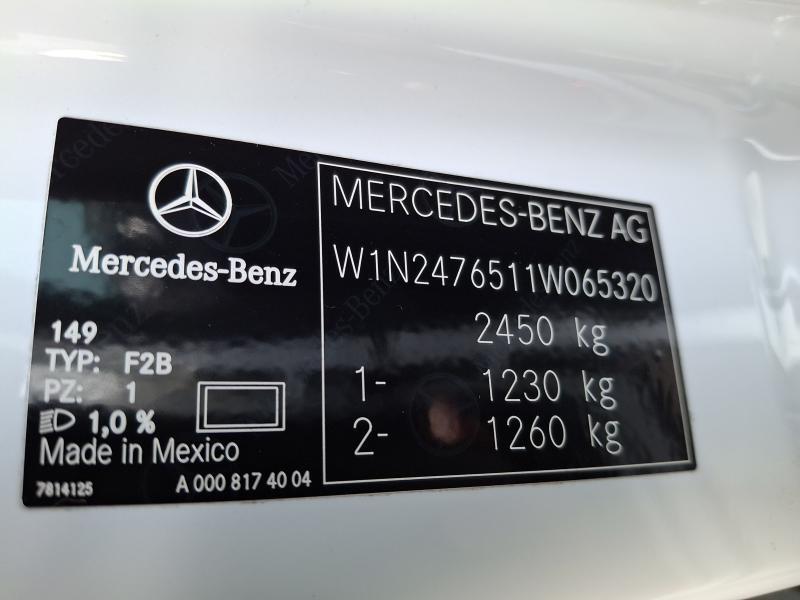 Mercedes-Benz
149
TYP: F2B
PZ: 1
1,0 %
Made in Mexico
7814125 A 000 817 40 04
MERCEDES-BENZ AG
W1N2476511W065320
2450 kg
1- 1230 kg
2- 1260 kg